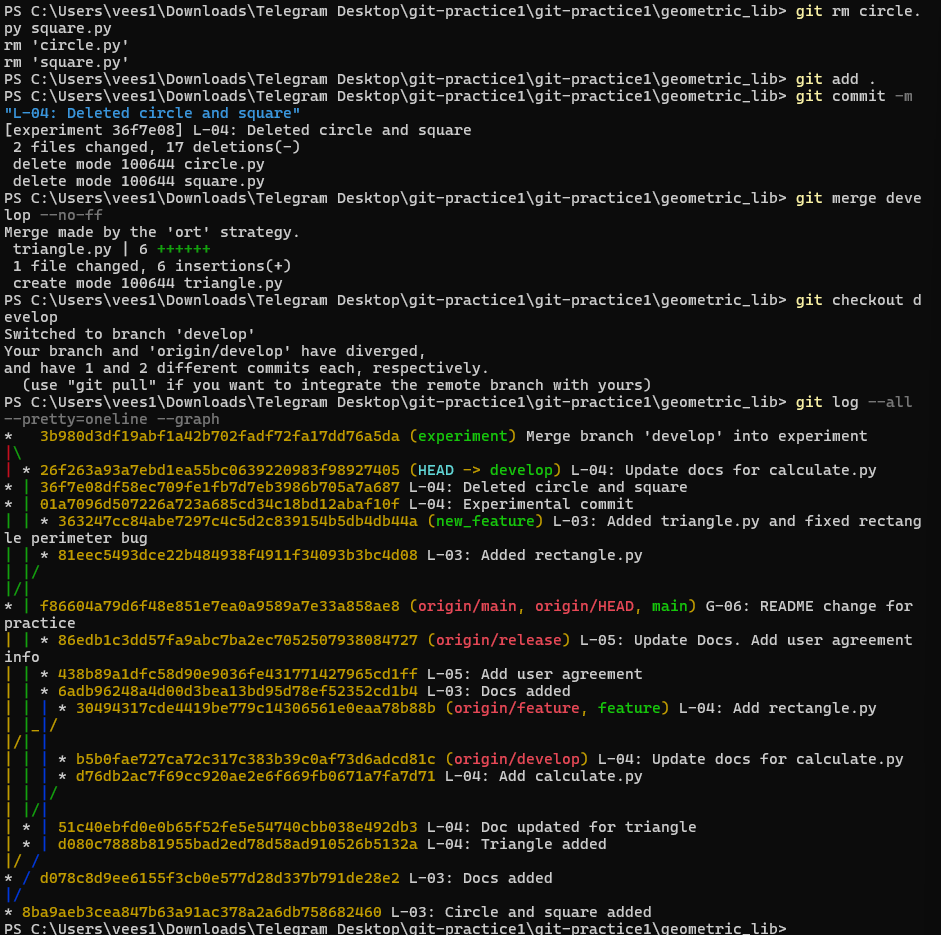 PS C:\Users\vees1\Downloads\Telegram Desktop\git-practice1\git-practice1\geometric_lib> git rm circle.
py square.py
rm 'circle.py'
rm 'square.py'
PS C:\Users\vees1\Downloads\Telegram Desktop\git-practice1\git-practice1\geometric_lib> git add .
PS C:\Users\vees1\Downloads\Telegram Desktop\git-practice1\git-practice1\geometric_lib> git commit -m
"L-04: Deleted circle and square"
[experiment 36f7e08] L-04: Deleted circle and square
 2 files changed, 17 deletions(-)
 delete mode 100644 circle.py
 delete mode 100644 square.py
PS C:\Users\vees1\Downloads\Telegram Desktop\git-practice1\git-practice1\geometric_lib> git merge deve
lop --no-ff
Merge made by the 'ort' strategy.
 triangle.py | 6 ++++++
 1 file changed, 6 insertions(+)
 create mode 100644 triangle.py
PS C:\Users\vees1\Downloads\Telegram Desktop\git-practice1\git-practice1\geometric_lib> git checkout d
evelop
Switched to branch 'develop'
Your branch and 'origin/develop' have diverged,
and have 1 and 2 different commits each, respectively.
  (use "git pull" if you want to integrate the remote branch with yours)
PS C:\Users\vees1\Downloads\Telegram Desktop\git-practice1\git-practice1\geometric_lib> git log --all
--pretty=oneline --graph
*   3b980d3df19abf1a42b702fadf72fa17dd76a5da (experiment) Merge branch 'develop' into experiment
|\
| * 26f263a93a7ebd1ea55bc0639220983f98927405 (HEAD -> develop) L-04: Update docs for calculate.py
* | 36f7e08df58ec709fe1fb7d7eb3986b705a7a687 L-04: Deleted circle and square
* | 01a7096d507226a723a685cd34c18bd12abaf10f L-04: Experimental commit
| | * 363247cc84abe7297c4c5d2c839154b5db4db44a (new_feature) L-03: Added triangle.py and fixed rectang
le perimeter bug
| | * 81eec5493dce22b484938f4911f34093b3bc4d08 L-03: Added rectangle.py
| |/
|/|
* | f86604a79d6f48e851e7ea0a9589a7e33a858ae8 (origin/main, origin/HEAD, main) G-06: README change for
practice
| | * 86edb1c3dd57fa9abc7ba2ec7052507938084727 (origin/release) L-05: Update Docs. Add user agreement
info
| | * 438b89a1dfc58d90e9036fe431771427965cd1ff L-05: Add user agreement
| | * 6adb96248a4d00d3bea13bd95d78ef52352cd1b4 L-03: Docs added
| | | * 30494317cde4419be779c14306561e0eaa78b88b (origin/feature, feature) L-04: Add rectangle.py
| |_|/
|/| |
| | | * b5b0fae727ca72c317c383b39c0af73d6adcd81c (origin/develop) L-04: Update docs for calculate.py
| | | * d76db2ac7f69cc920ae2e6f669fb0671a7fa7d71 L-04: Add calculate.py
| | |/
| |/|
| * | 51c40ebfd0e0b65f52fe5e54740cbb038e492db3 L-04: Doc updated for triangle
| * | d080c7888b81955bad2ed78d58ad910526b5132a L-04: Triangle added
|/ /
* / d078c8d9ee6155f3cb0e577d28d337b791de28e2 L-03: Docs added
|/
* 8ba9aeb3cea847b63a91ac378a2a6db758682460 L-03: Circle and square added
PS C:\Users\vees1\Downloads\Telegram Desktop\git-practice1\git-practice1\geometric_lib>